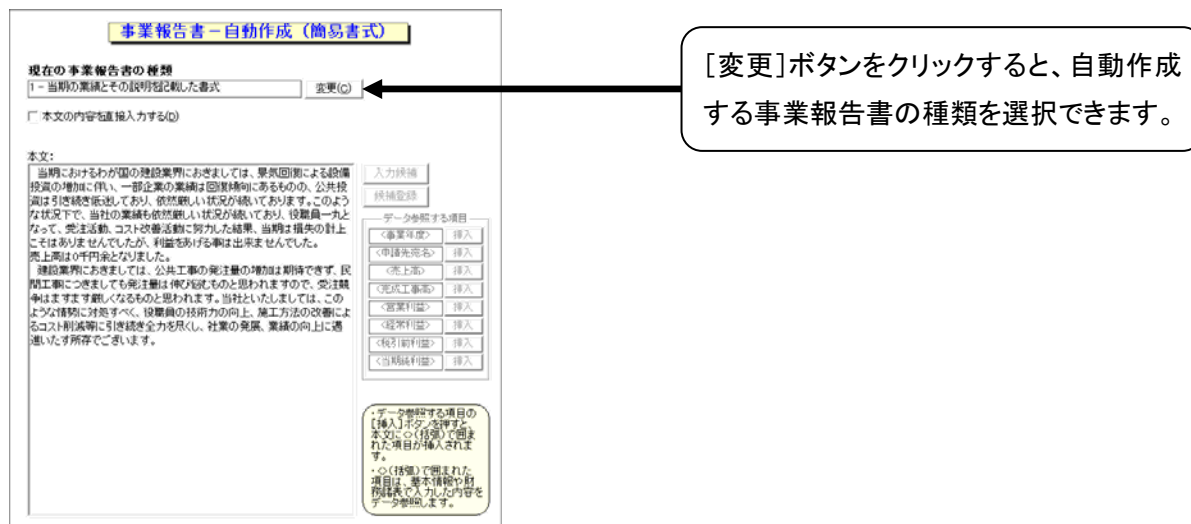 事業報告書－自動作成（簡易書式）
現在の事業報告書の種類
1－当期の業績とその説明を記載した書式
変更(C)
本文の内容を直接入力する(D)
[変更]ボタンをクリックすると、自動作成
する事業報告書の種類を選択できます。
本文:
当期におけるわが国の建設業界におきましては、景気回復による設備
投資の増加に伴い、一部企業の業績は回復傾向にあるものの、公共投
資は引き続き低迷しており、依然厳しい状況が続いております。このよう
な状況下で、当社の業績も依然厳しい状況が続いており、役職員一丸と
なって、受注活動、コスト改善活動に努力した結果、当期は損失の計上
こそはありませんでしたが、利益をあげる事は出来ませんでした。
売上高は0千円余となりました。
建設業界におきましては、公共工事の発注量の増加は期待できず、民
間工事につきましても発注量は伸び悩むものと思われますので、受注競
争はますます厳しくなるものと思われます。当社といたしましては、この
ような情勢に対処すべく、役職員の技術力の向上、施工方法の改善によ
るコスト削減等に引き続き全力を尽くし、社業の発展、業績の向上に邁
進いたす所存でございます。
入力候補
候補登録
データ参照する項目
<事業年度> 挿入
<申請先宛名> 挿入
<売上高> 挿入
<完成工事高> 挿入
<営業利益> 挿入
<経常利益> 挿入
<税引前利益> 挿入
<当期純利益> 挿入
・データ参照する項目の
[挿入]ボタンを押すと、
本文に◇(括弧)で囲ま
れた項目が挿入されま
す。
・◇(括弧)で囲まれた
項目は、基本情報や財
務諸表で入力した内容を
データ参照します。